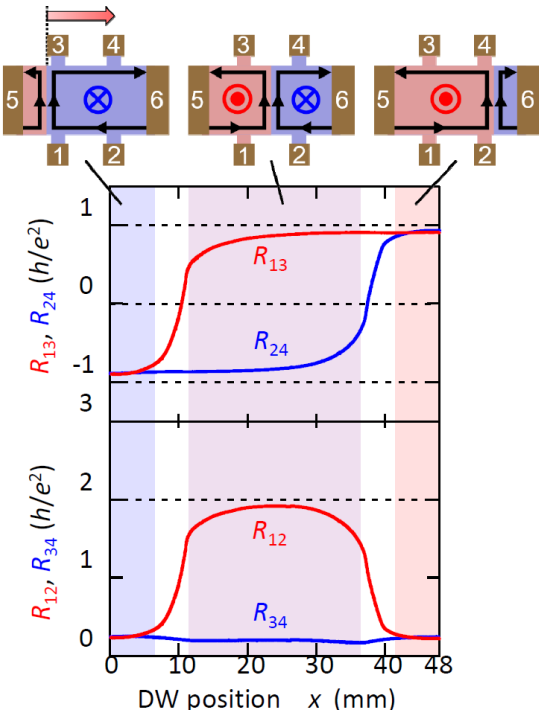 3 4 3 4 3 4
5 6 5 6 5 6
1 2 1 2 1 2
1
0
-1
R13, R24 (h/e²)
R13
R24
3
2
1
0
R12, R34 (h/e²)
R12
R34
0 10 20 30 40 48
DW position x (mm)